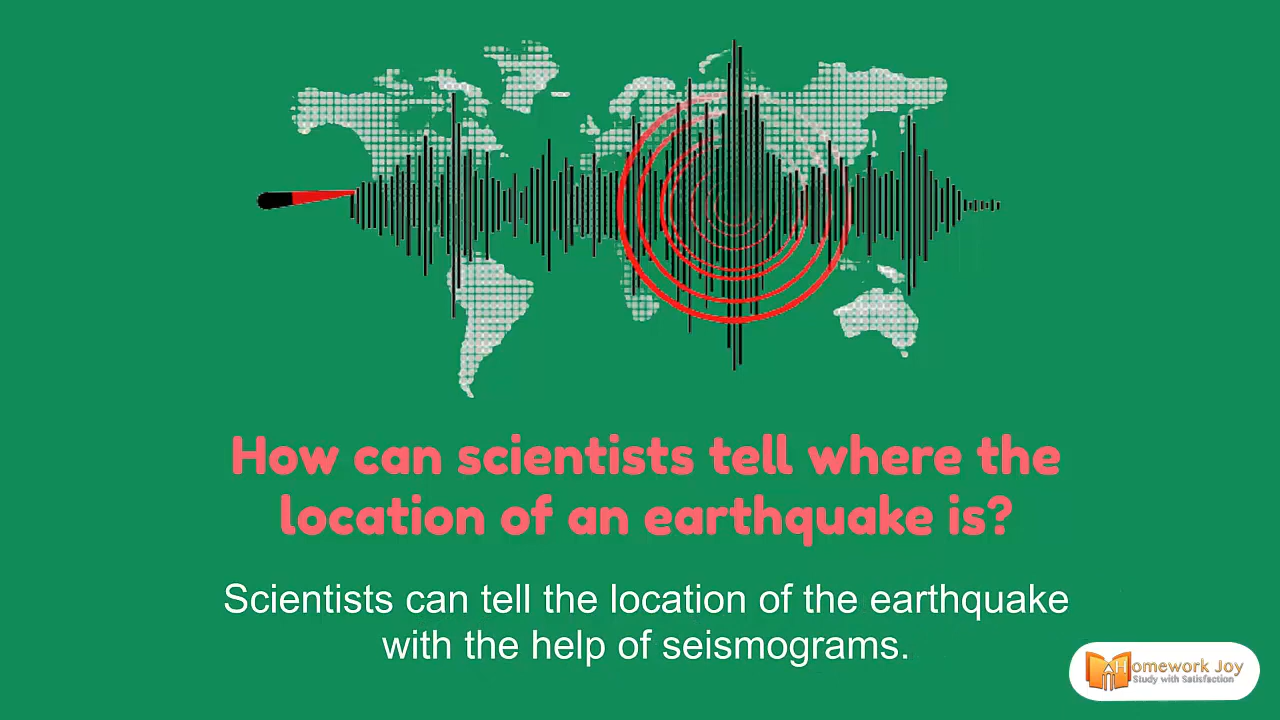 How can scientists tell where the
location of an earthquake is?
Scientists can tell the location of the earthquake
with the help of seismograms.
Homework Joy
Study with Satisfaction